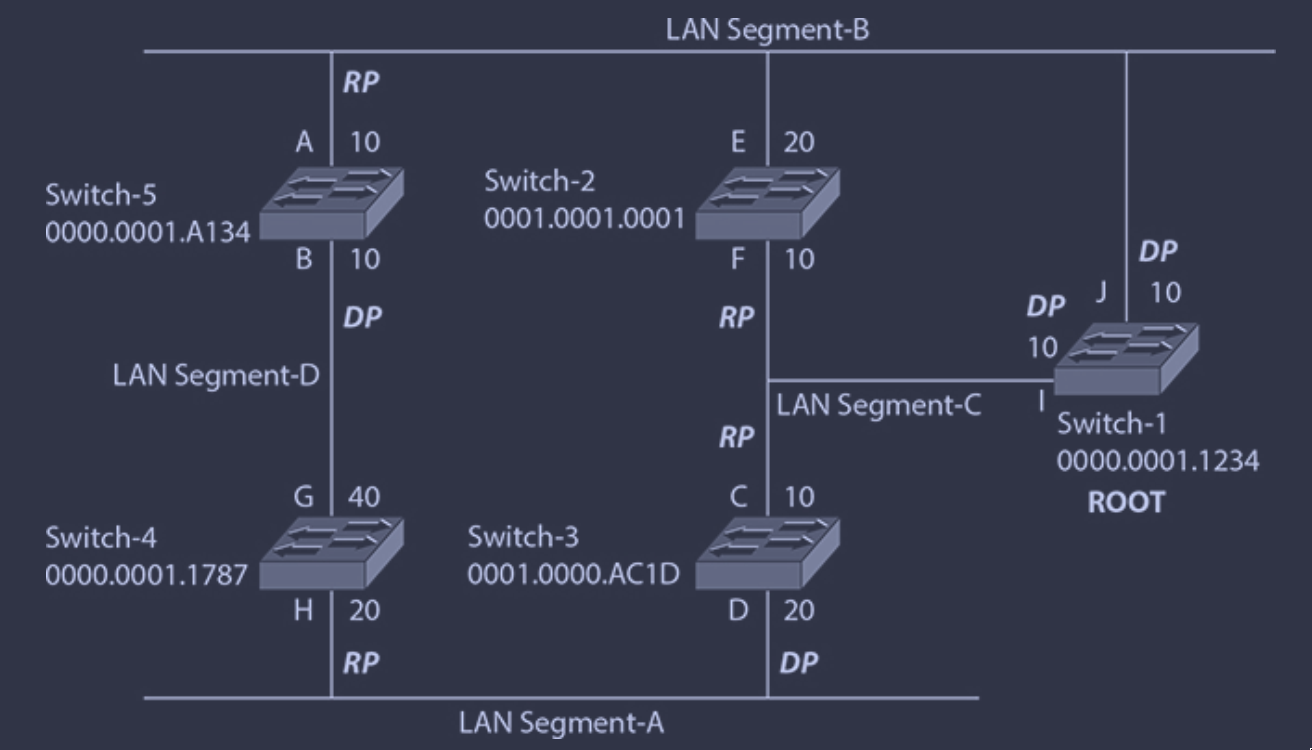 LAN Segment-B
RP
A 10
E 20
Switch-5
0000.0001.A134
Switch-2
0001.0001.0001
B 10
F 10
DP
J 10
DP
10
DP
RP
LAN Segment-D
LAN Segment-C
I
Switch-1
0000.0001.1234
ROOT
RP
G 40
C 10
Switch-4
0000.0001.1787
Switch-3
0001.0000.AC1D
H 20
D 20
RP
DP
LAN Segment-A